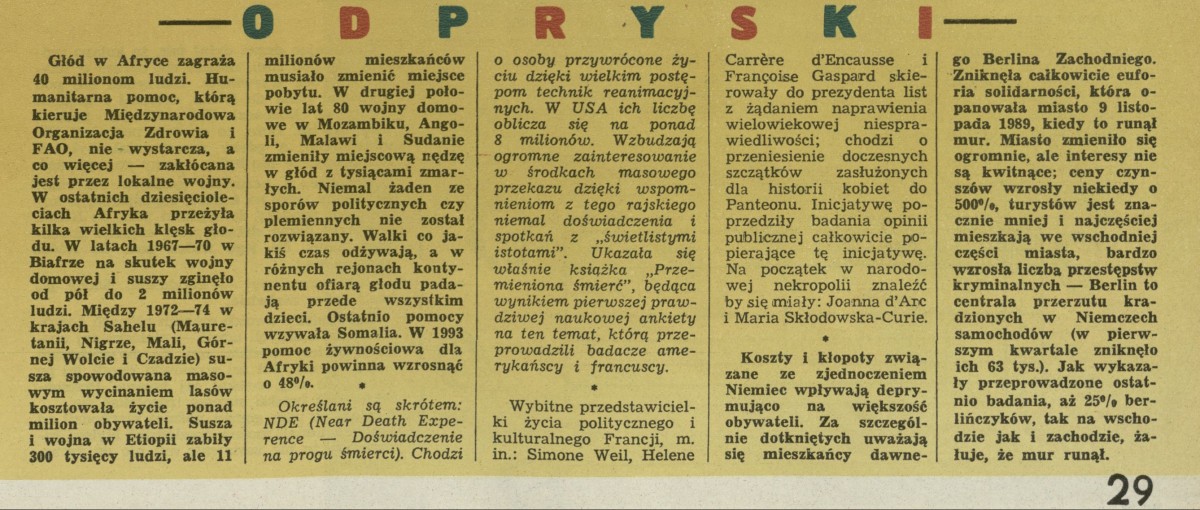 ODPRYSKI
Głód w Afryce zagraża
40 milionom ludzi. Hu-
manitarna pomoc, którą
kieruje Międzynarodowa
Organizacja Zdrowia i
FAO, nie wystarcza, a
co więcej — zakłócana
jest przez lokalne wojny.
W ostatnich dziesięciole-
ciach Afryka przeżyła
kilka wielkich klęsk gło-
du. W latach 1967—70 w
Biafrze na skutek wojny
domowej i suszy zginęło
od pół do 2 milionów
ludzi. Między 1972—74 w
krajach Sahelu (Maure-
tanii, Nigrze, Mali, Gór-
nej Wolcie i Czadzie) su-
sza spowodowana maso-
wym wycinaniem lasów
kosztowała życie ponad
milion obywateli. Susza
i wojna w Etiopii zabiły
300 tysięcy ludzi, ale 11
milionów mieszkańców
musiało zmienić miejsce
pobytu. W drugiej poło-
wie lat 80 wojny domo-
we w Mozambiku, Ango-
li, Malawi i Sudanie
zmieniły miejscową nędzę
w głód z tysiącami zmar-
łych. Niemal żaden ze
sporów politycznych czy
plemiennych nie został
rozwiązany. Walki co ja-
kiś czas odżywają, a w
różnych rejonach konty-
nentu ofiarą głodu pada-
ją przede wszystkim
dzieci. Ostatnio pomocy
wzywała Somalia. W 1993
pomoc żywnościowa dla
Afryki powinna wzrosnąć
o 48%.
*
Określani są skrótem:
NDE (Near Death Expe-
rence — Doświadczenie
na progu śmierci). Chodzi
o osoby przywrócone ży-
ciu dzięki wielkim postę-
pom technik reanimacyj-
nych. W USA ich liczbę
oblicza się na ponad
8 milionów. Wzbudzają
ogromne zainteresowanie
w środkach masowego
przekazu dzięki wspom-
nieniom z tego rajskiego
niemal doświadczenia i
spotkań z „świetlistymi
istotami”. Ukazała się
właśnie książka „Prze-
mieniona śmierć”, będąca
wynikiem pierwszej praw-
dziwej naukowej ankiety
na ten temat, którą prze-
prowadzili badacze ame-
rykańscy i francuscy.
*
Wybitne przedstawiciel-
ki życia politycznego i
kulturalnego Francji, m.
in.: Simone Weil, Helene
Carrère d'Encausse i
Françoise Gaspard skie-
rowały do prezydenta list
z żądaniem naprawienia
wielowiekowej niespra-
wiedliwości; chodzi o
przeniesienie doczesnych
szczątków zasłużonych
dla historii kobiet do
Panteonu. Inicjatywę po-
przedziły badania opinii
publicznej całkowicie po-
pierające tę inicjatywę.
Na początek w narodo-
wej nekropolii znaleźć
by się miały: Joanna d'Arc
i Maria Skłodowska-Curie.
*
Koszty i kłopoty zwią-
zane ze zjednoczeniem
Niemiec wpływają depry-
mująco na większość
obywateli. Za szczegól-
nie dotkniętych uważają
się mieszkańcy dawne-
go Berlina Zachodniego.
Zniknęła całkowicie eufo-
ria solidarności, która o-
panowała miasto 9 listo-
pada 1989, kiedy to runął
mur. Miasto zmieniło się
ogromnie, ale interesy nie
są kwitnące; ceny czyn-
szów wzrosły niekiedy o
500%, turystów jest zna-
cznie mniej i najczęściej
mieszkają we wschodniej
części miasta, bardzo
wzrosła liczba przestępstw
kryminalnych — Berlin to
centrala przerzutu kra-
dzionych w Niemczech
samochodów (w pierw-
szym kwartale zniknęło
ich 63 tys.). Jak wykaza-
ły przeprowadzone ostat-
nio badania, aż 25% ber-
lińczyków, tak na wscho-
dzie jak i zachodzie, ża-
łuje, że mur runął.
29